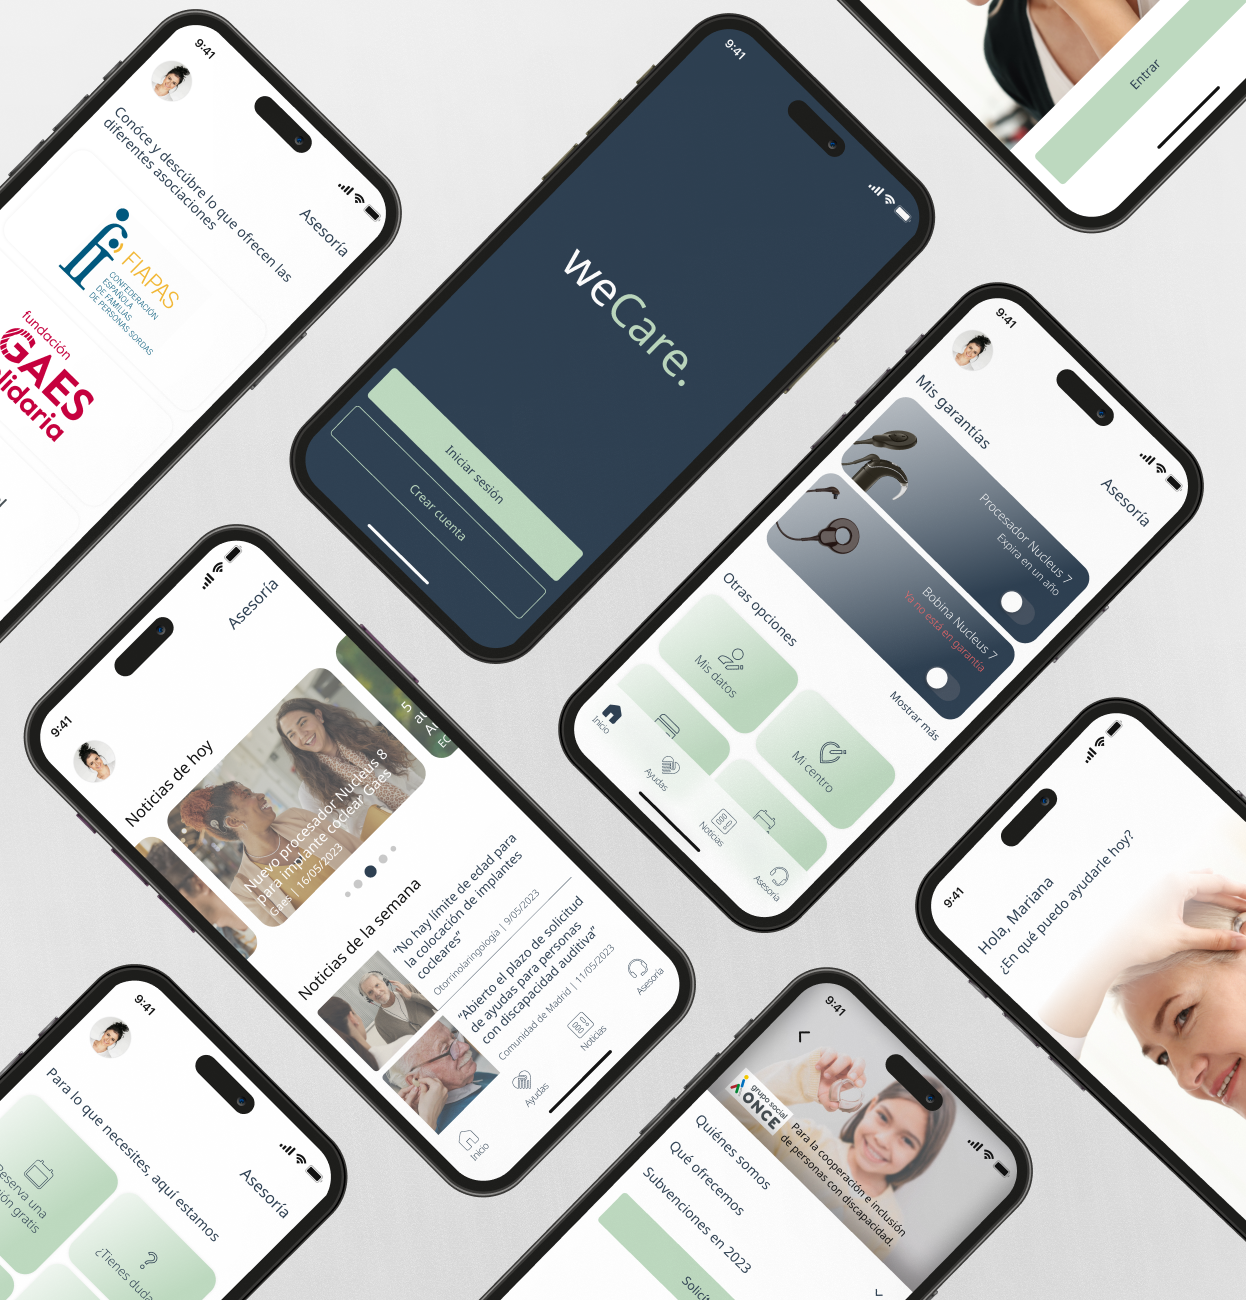 9:41
Asesoría
Conóce y descúbre lo que ofrecen las
diferentes asociaciones
FIAPAS
CONFEDERACIÓN
ESPAÑOLA
DE FAMILIAS
DE PERSONAS SORDAS
fundación
GAES
9:41
weCare.
Iniciar sesión
Crear cuenta
Entrar
9:41
Asesoría
Mis garantías
Procesador Nucleus 7
Expira en un año
Bobina Nucleus 7
Ya no está en garantía
Mostrar más
Otras opciones
Mis datos
Mi centro
Inicio
Ayudas
Noticias
Asesoría
9:41
Asesoría
Noticias de hoy
Nuevo procesador Nucleus 8
para implante coclear Gaes
Gaes | 16/05/2023
5
Noticias de la semana
“No hay límite de edad para
la colocación de implantes
cocleares”
Otorrinolaringología | 9/05/2023
“Abierto el plazo de solicitud
de ayudas para personas
con discapacidad auditiva”
Comunidad de Madrid | 11/05/2023
Inicio
Ayudas
Noticias
Asesoría
9:41
Hola, Mariana
¿En qué puedo ayudarle hoy?
9:41
Asesoría
Para lo que necesites, aquí estamos
Reserva una
gratis
¿Tienes
9:41
grupo social
ONCE
Para la cooperación e inclusión
de personas con discapacidad.
Quiénes somos
Qué ofrecemos
Subvenciones en 2023